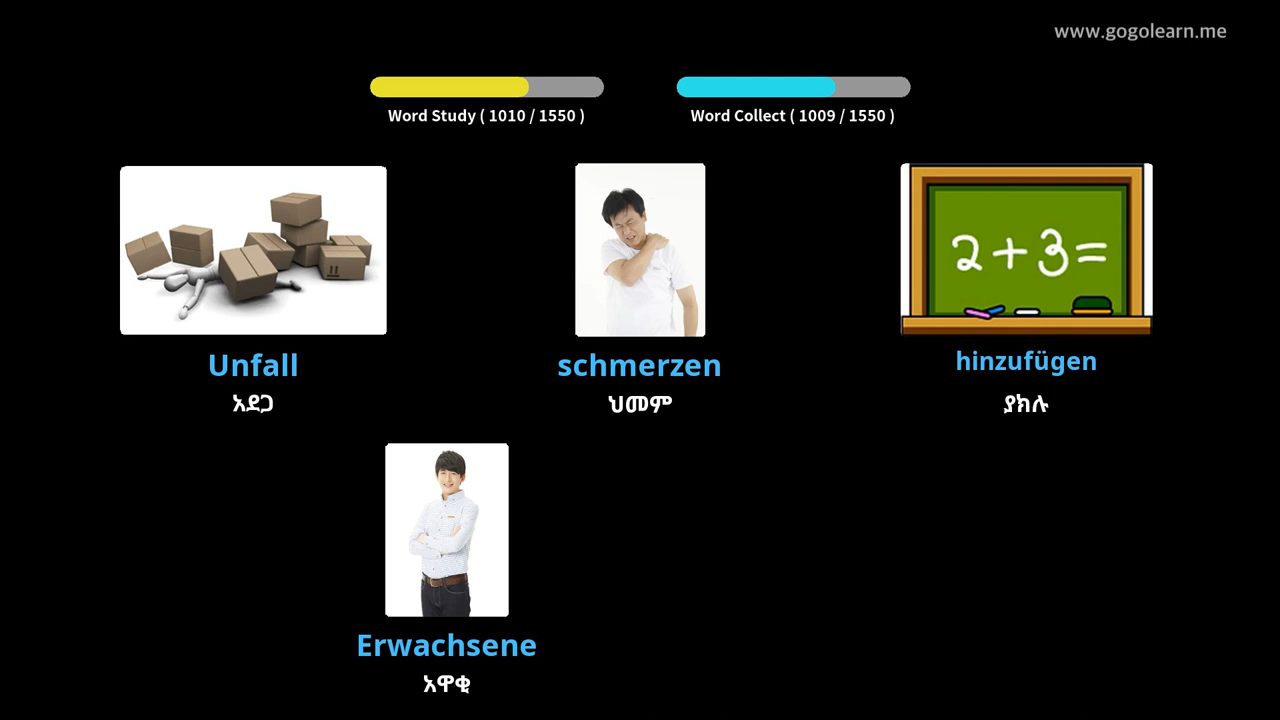 www.gogolearn.me
Word Study ( 1010 / 1550 )
Word Collect ( 1009 / 1550 )
2+3=
Unfall
አደጋ
schmerzen
ህመም
hinzufügen
ያክሉ
Erwachsene
አዋቂ